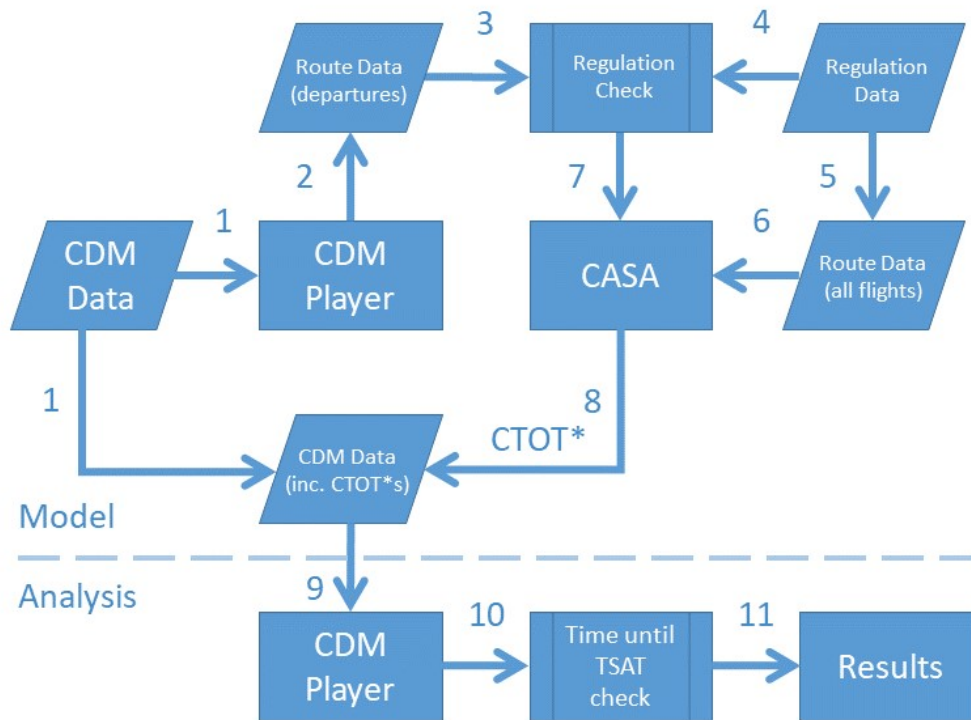 3
4
Route Data
(departures)
Regulation
Check
Regulation
Data
2
7
5
1
6
CDM
Data
CDM
Player
CASA
Route Data
(all flights)
1
8
CTOT*
CDM Data
(inc. CTOT*s)
Model
Analysis
9
10
11
CDM
Player
Time until
TSAT
check
Results